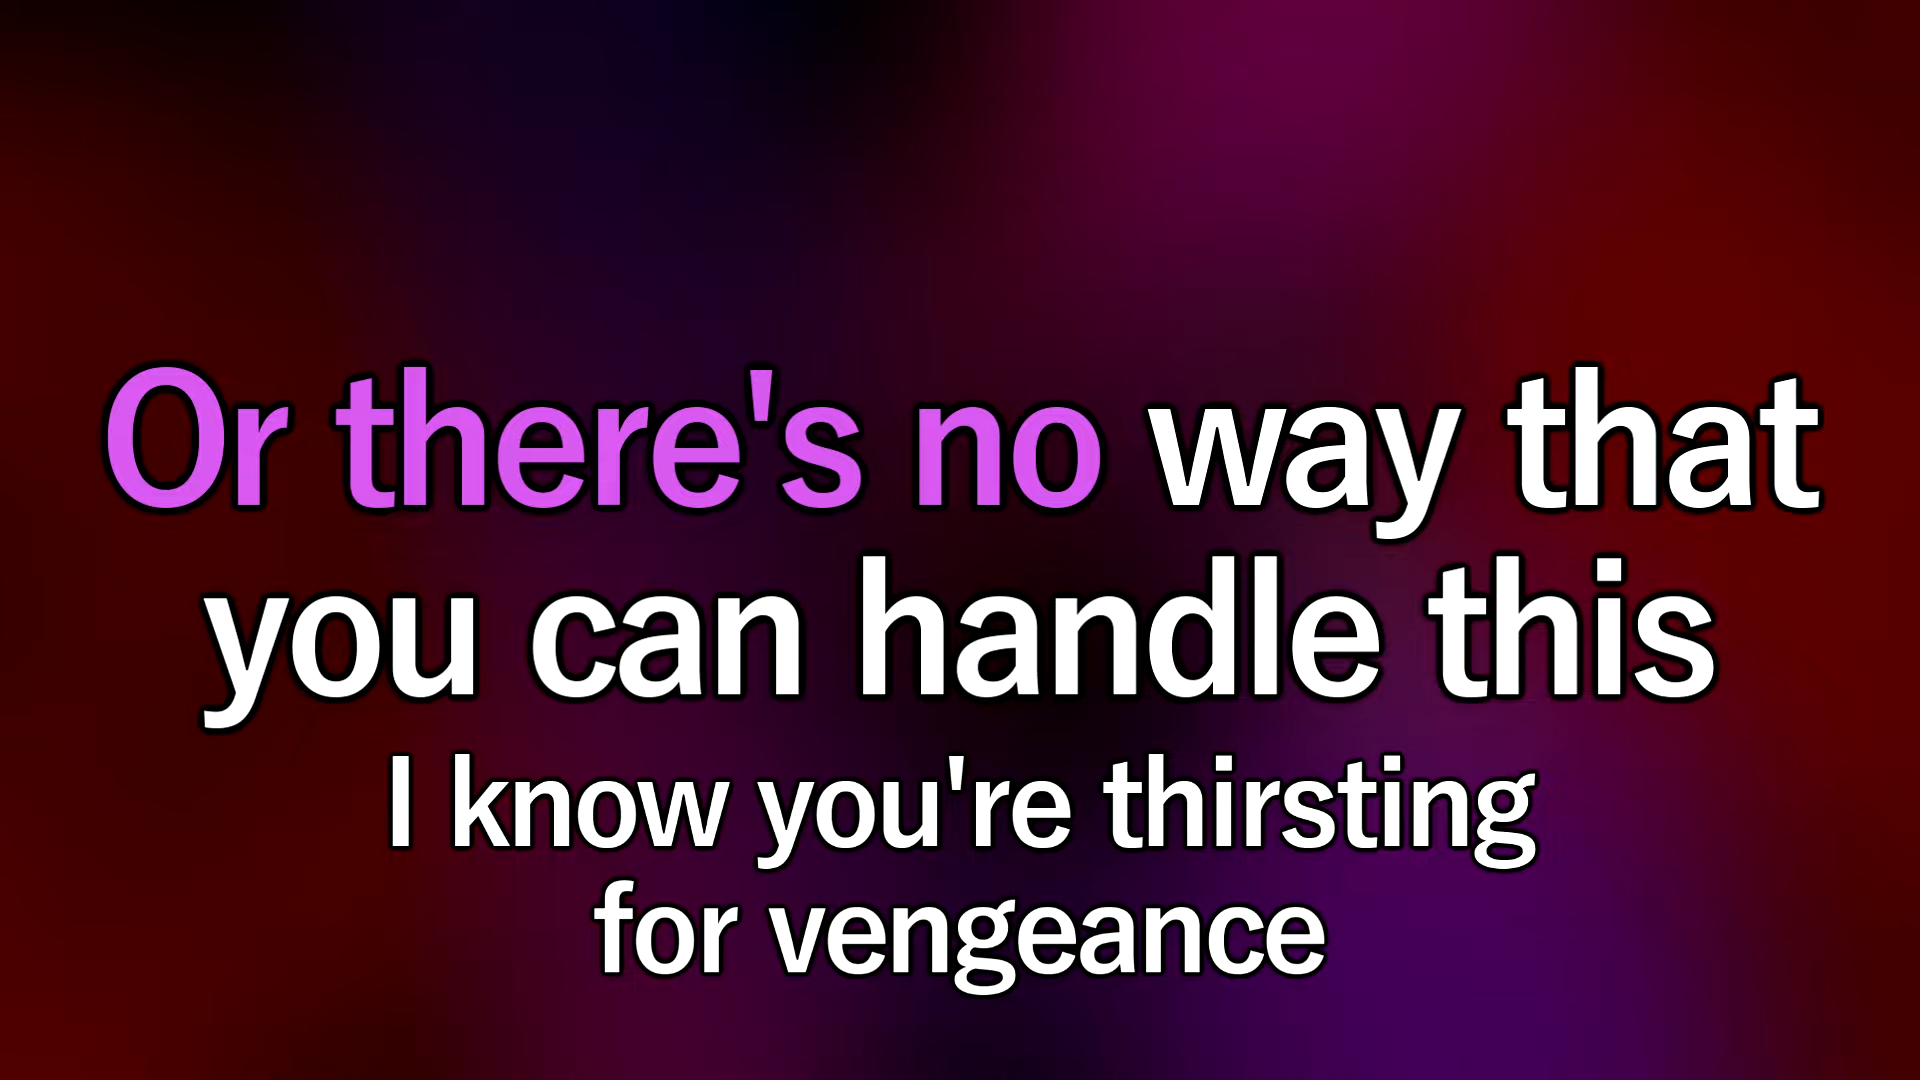 Or there's no way that
you can handle this
I know you're thirsting
for vengeance